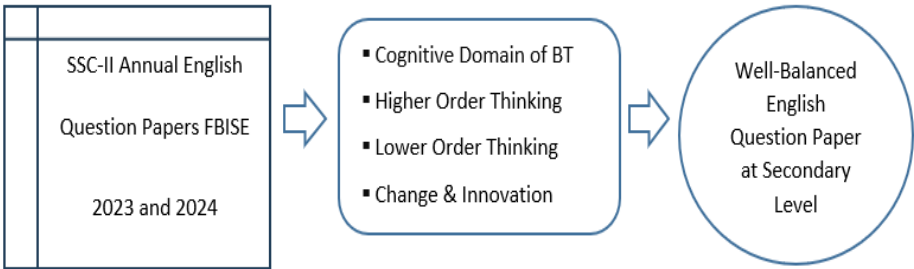 SSC-II Annual English
Question Papers FBISE
2023 and 2024
▪ Cognitive Domain of BT
▪ Higher Order Thinking
▪ Lower Order Thinking
▪ Change & Innovation
Well-Balanced
English
Question Paper
at Secondary
Level